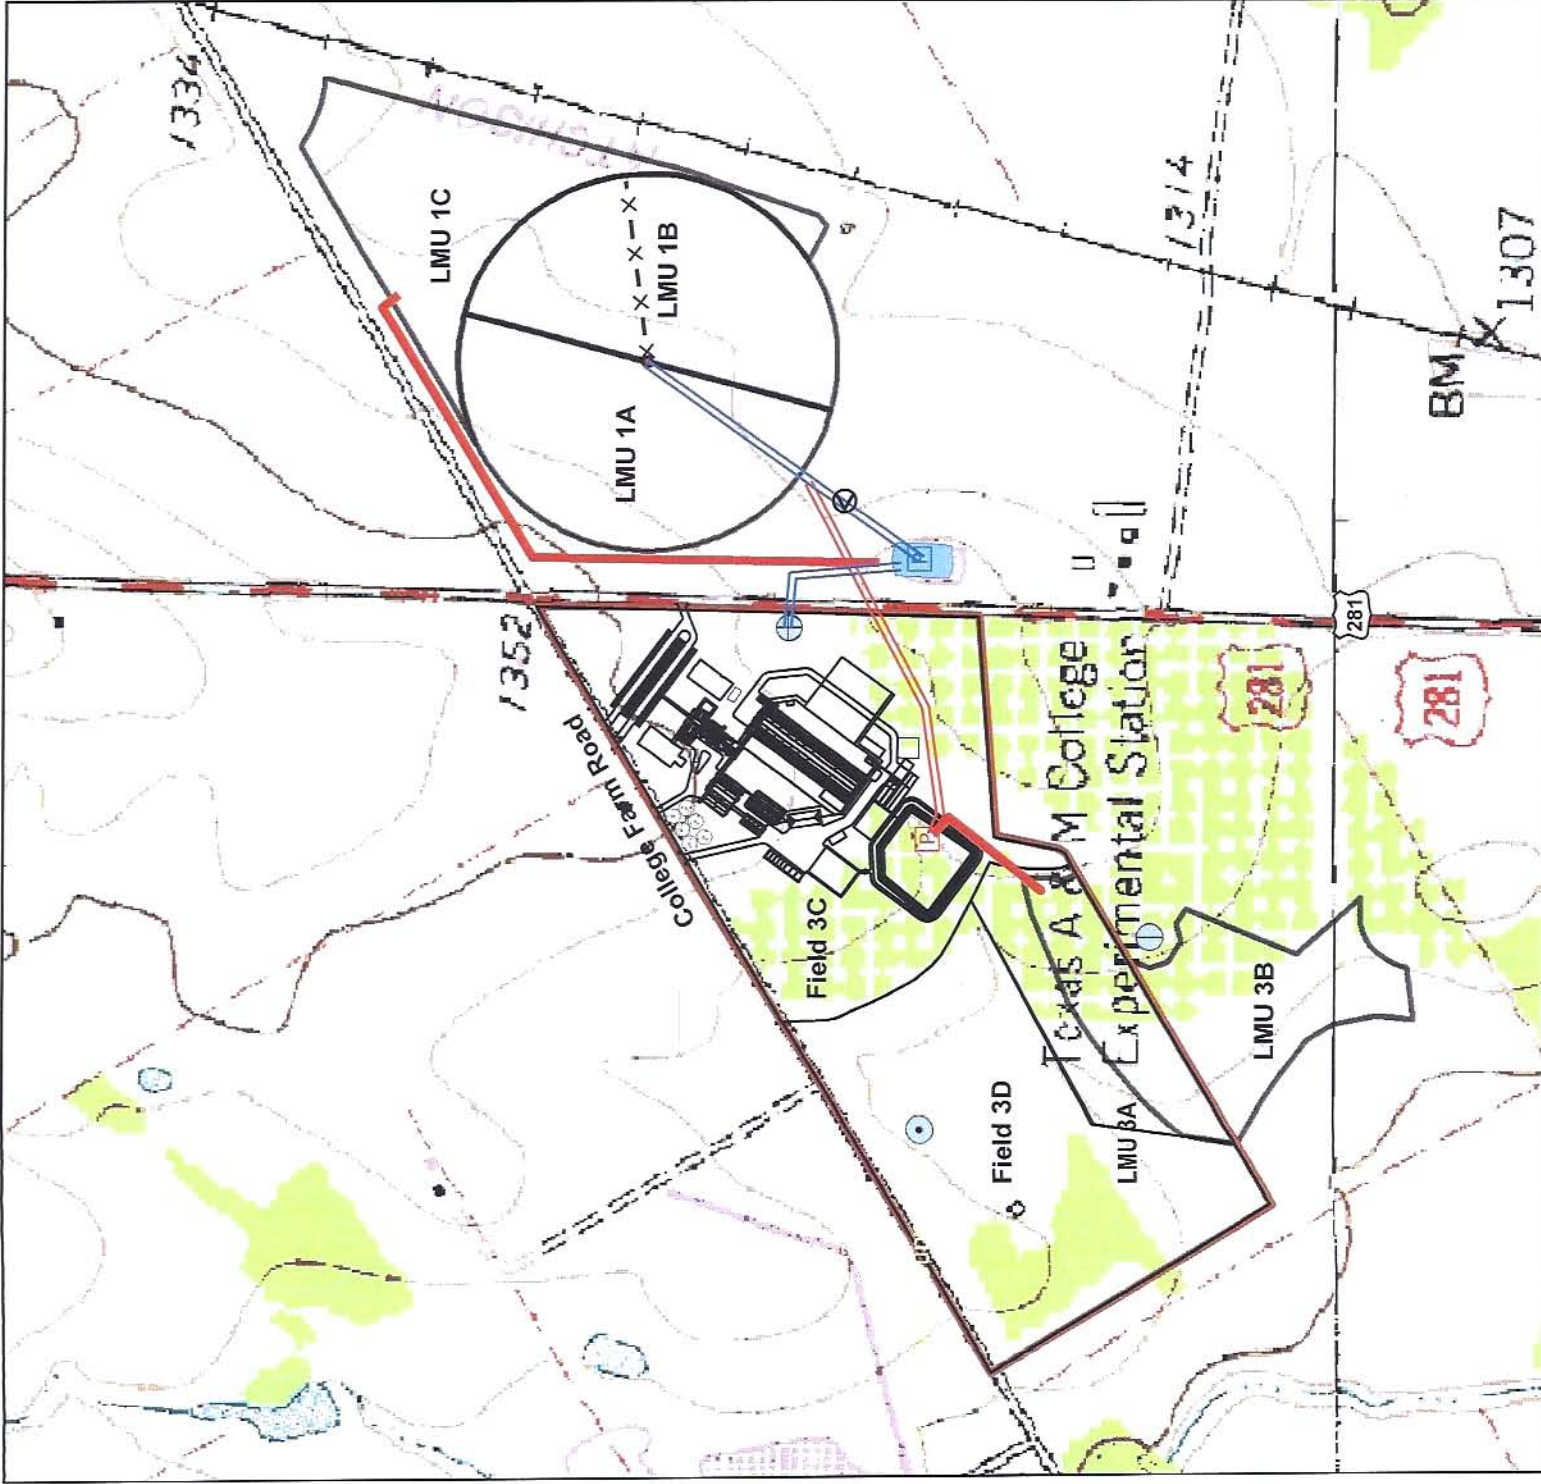 1334
ATCHISON
LMU 1C
LMU 1B
LMU 1A
1314
1307
BM
1352
281
281
281
College Farm Road
Texas A & M College
Experimental Station
P
Field 3C
LMU 3B
Field 3D
LMU 3A